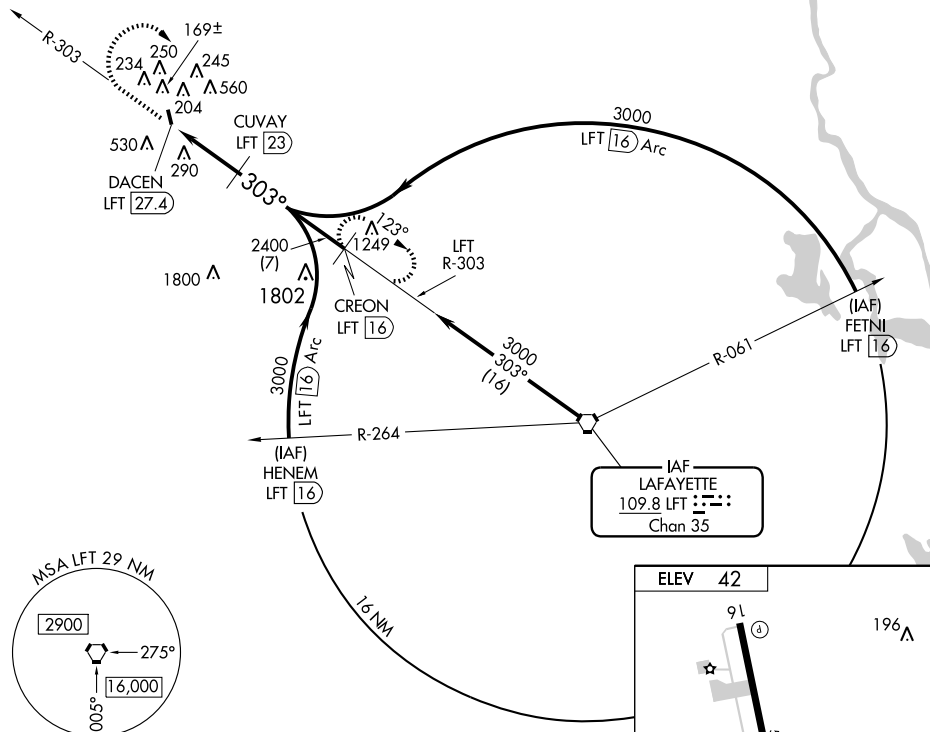 R-303
169±
250
234
245
560
204
530
290
DACEN
LFT 27.4
CUVAY
LFT 23
303°
3000
LFT 16 Arc
123°
1249
2400
(7)
1800
1802
CREON
LFT 16
LFT
R-303
3000
303°
(16)
(IAF)
FETNI
LFT 16
R-061
3000
LFT 16 Arc
R-264
(IAF)
HENEM
LFT 16
IAF
LAFAYETTE
109.8 LFT
Chan 35
16 NM
MSA LFT 29 NM
2900
275°
16,000
005°
ELEV 42
16
P
196